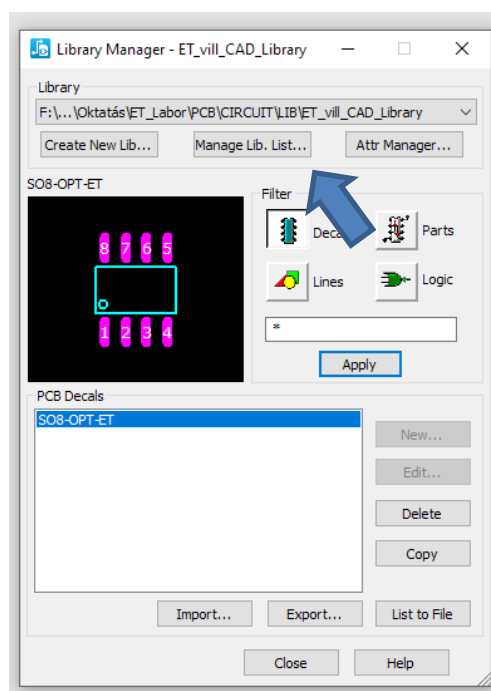 Library Manager - ET_vill_CAD_Library
Library
F:\...\Oktatás\ET_Labor\PCB\CIRCUIT\LIB\ET_vill_CAD_Library
Create New Lib... Manage Lib. List... Attr Manager...
SO8-OPT-ET
Filter
8 7 6 5
1 2 3 4
Parts
Lines Logic
*
Apply
PCB Decals
SO8-OPT-ET
New...
Edit...
Delete
Copy
Import... Export... List to File
Close Help